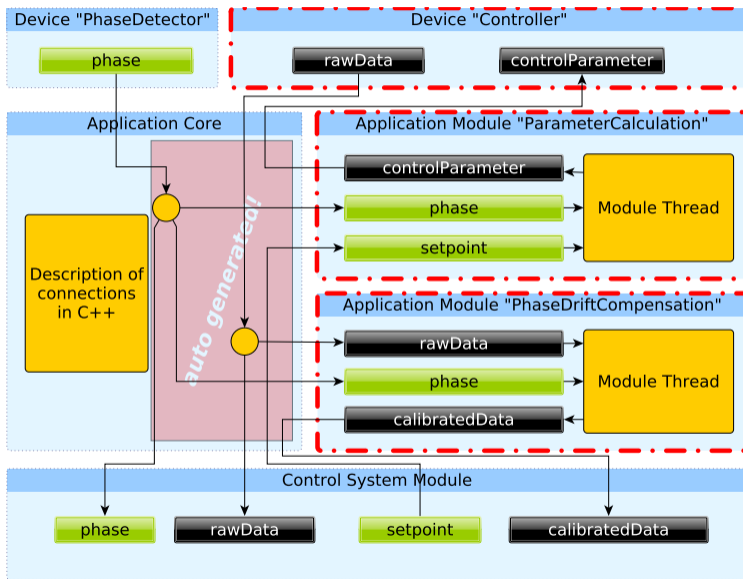 Device "PhaseDetector"
Device "Controller"
phase
rawData
controlParameter
Application Core
Application Module "ParameterCalculation"
controlParameter
phase
setpoint
Module Thread
Description of
connections
in C++
auto generated!
Application Module "PhaseDriftCompensation"
rawData
phase
calibratedData
Module Thread
Control System Module
phase
rawData
setpoint
calibratedData